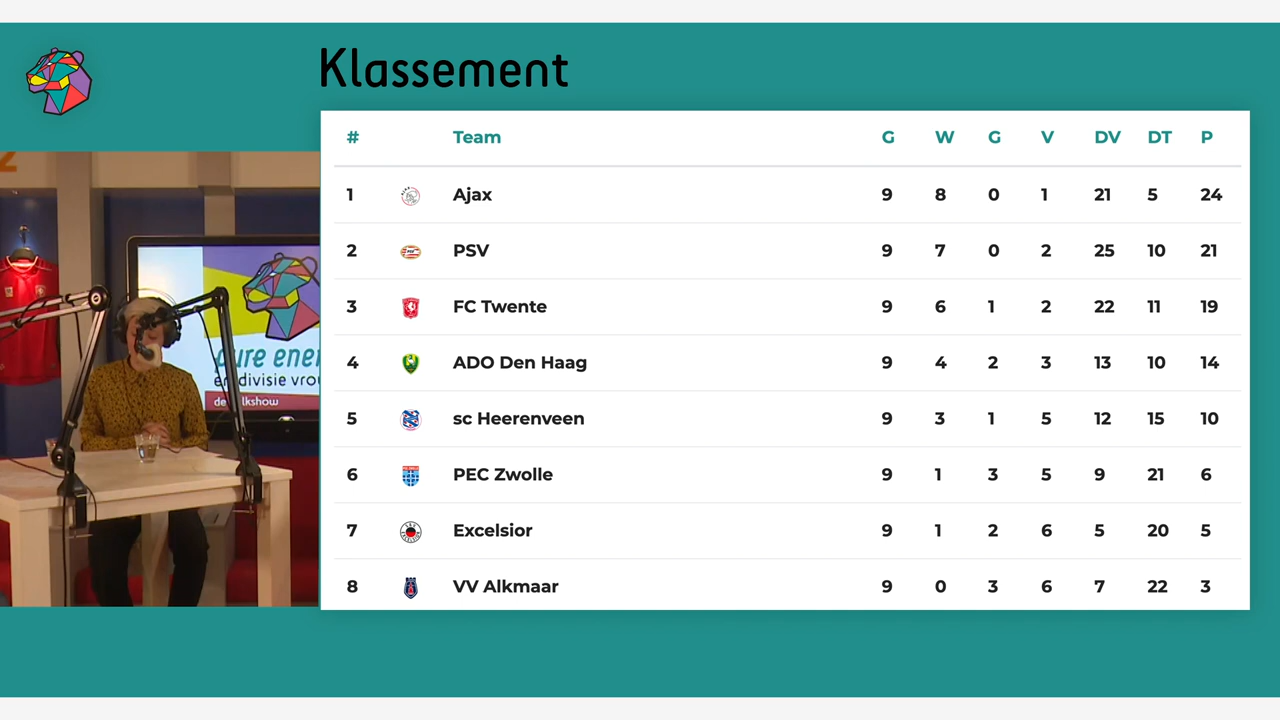 Klassement
# Team G W G V DV DT P
1 Ajax 9 8 0 1 21 5 24
2 PSV 9 7 0 2 25 10 21
3 FC Twente 9 6 1 2 22 11 19
4 ADO Den Haag 9 4 2 3 13 10 14
5 sc Heerenveen 9 3 1 5 12 15 10
6 PEC Zwolle 9 1 3 5 9 21 6
7 Excelsior 9 1 2 6 5 20 5
8 VV Alkmaar 9 0 3 6 7 22 3
pure ener
divisie vrou